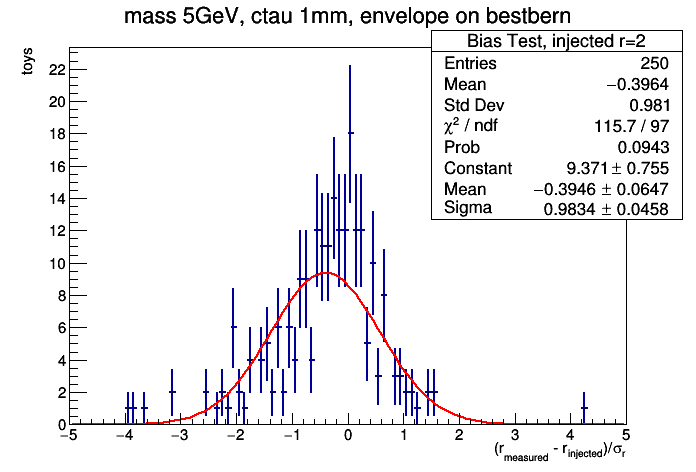 mass 5GeV, ctau 1mm, envelope on bestbern
Bias Test, injected r=2
Entries 250
Mean −0.3964
Std Dev 0.981
χ² / ndf 115.7 / 97
Prob 0.0943
Constant 9.371 ± 0.755
Mean −0.3946 ± 0.0647
Sigma 0.9834 ± 0.0458
toys
22
20
18
16
14
12
10
8
6
4
2
0
−5 −4 −3 −2 −1 0 1 2 3 4 5
(r_measured - r_injected)/σ_r